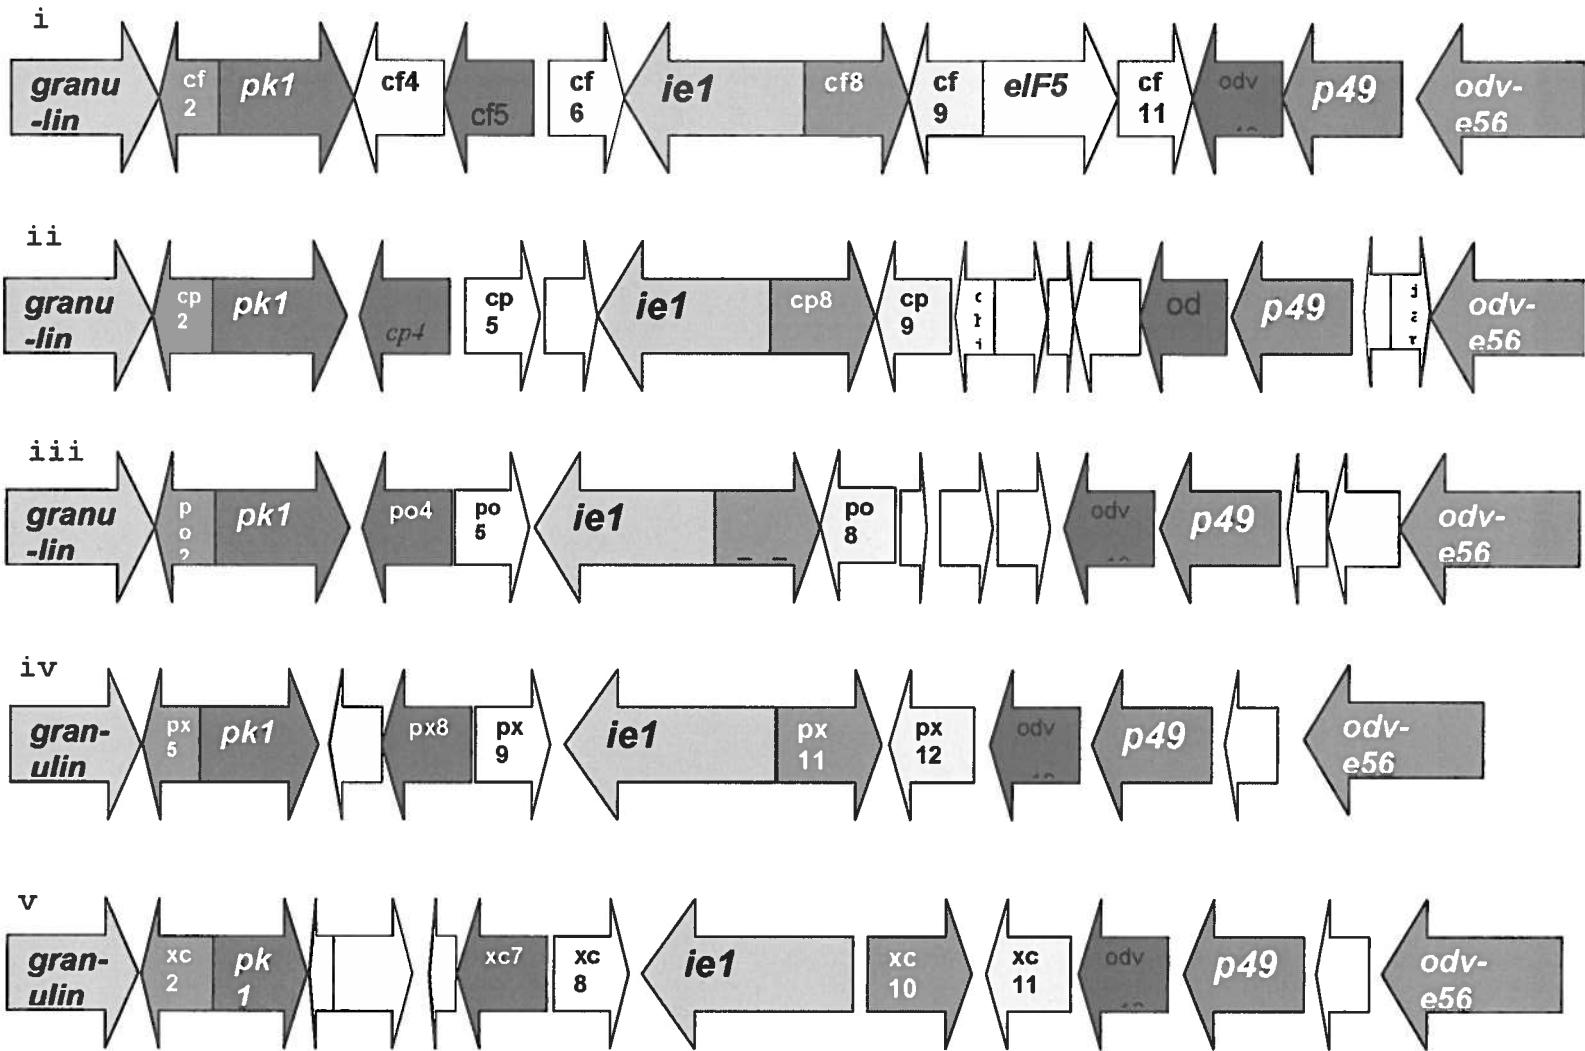 i
granu
-lin
cf
2
pk1
cf4
cf5
cf
6
ie1
cf8
cf
9
eIF5
cf
11
odv
p49
odv-
e56
ii
granu
-lin
cp
2
pk1
cp4
cp
5
ie1
cp8
cp
9
od
p49
odv-
e56
iii
granu
-lin
p
o
2
pk1
po4
po
5
ie1
po
8
odv
p49
odv-
e56
iv
gran-
ulin
px
5
pk1
px8
px
9
ie1
px
11
px
12
odv
p49
odv-
e56
v
gran-
ulin
xc
2
pk
1
xc7
xc
8
ie1
xc
10
xc
11
odv
p49
odv-
e56